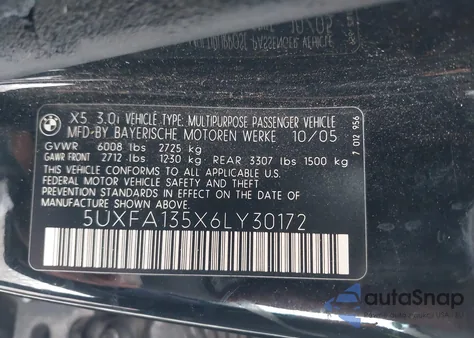 X5 3.0i VEHICLE TYPE: MULTIPURPOSE PASSENGER VEHICLE
MFD-BY BAYERISCHE MOTOREN WERKE 10/05
GVWR 6008 lbs 2725 kg
GAWR FRONT 2712 lbs 1230 kg REAR 3307 lbs 1500 kg
THIS VEHICLE CONFORMS TO ALL APPLICABLE
FEDERAL MOTOR VEHICLE SAFETY, BUMPER AND THEFT
PREVENTION STANDARDS IN EFFECT ON THE DATE OF
MANUFACTURE SHOWN ABOVE.
5UXFA135X6LY30172
7 012 956
autoSnap